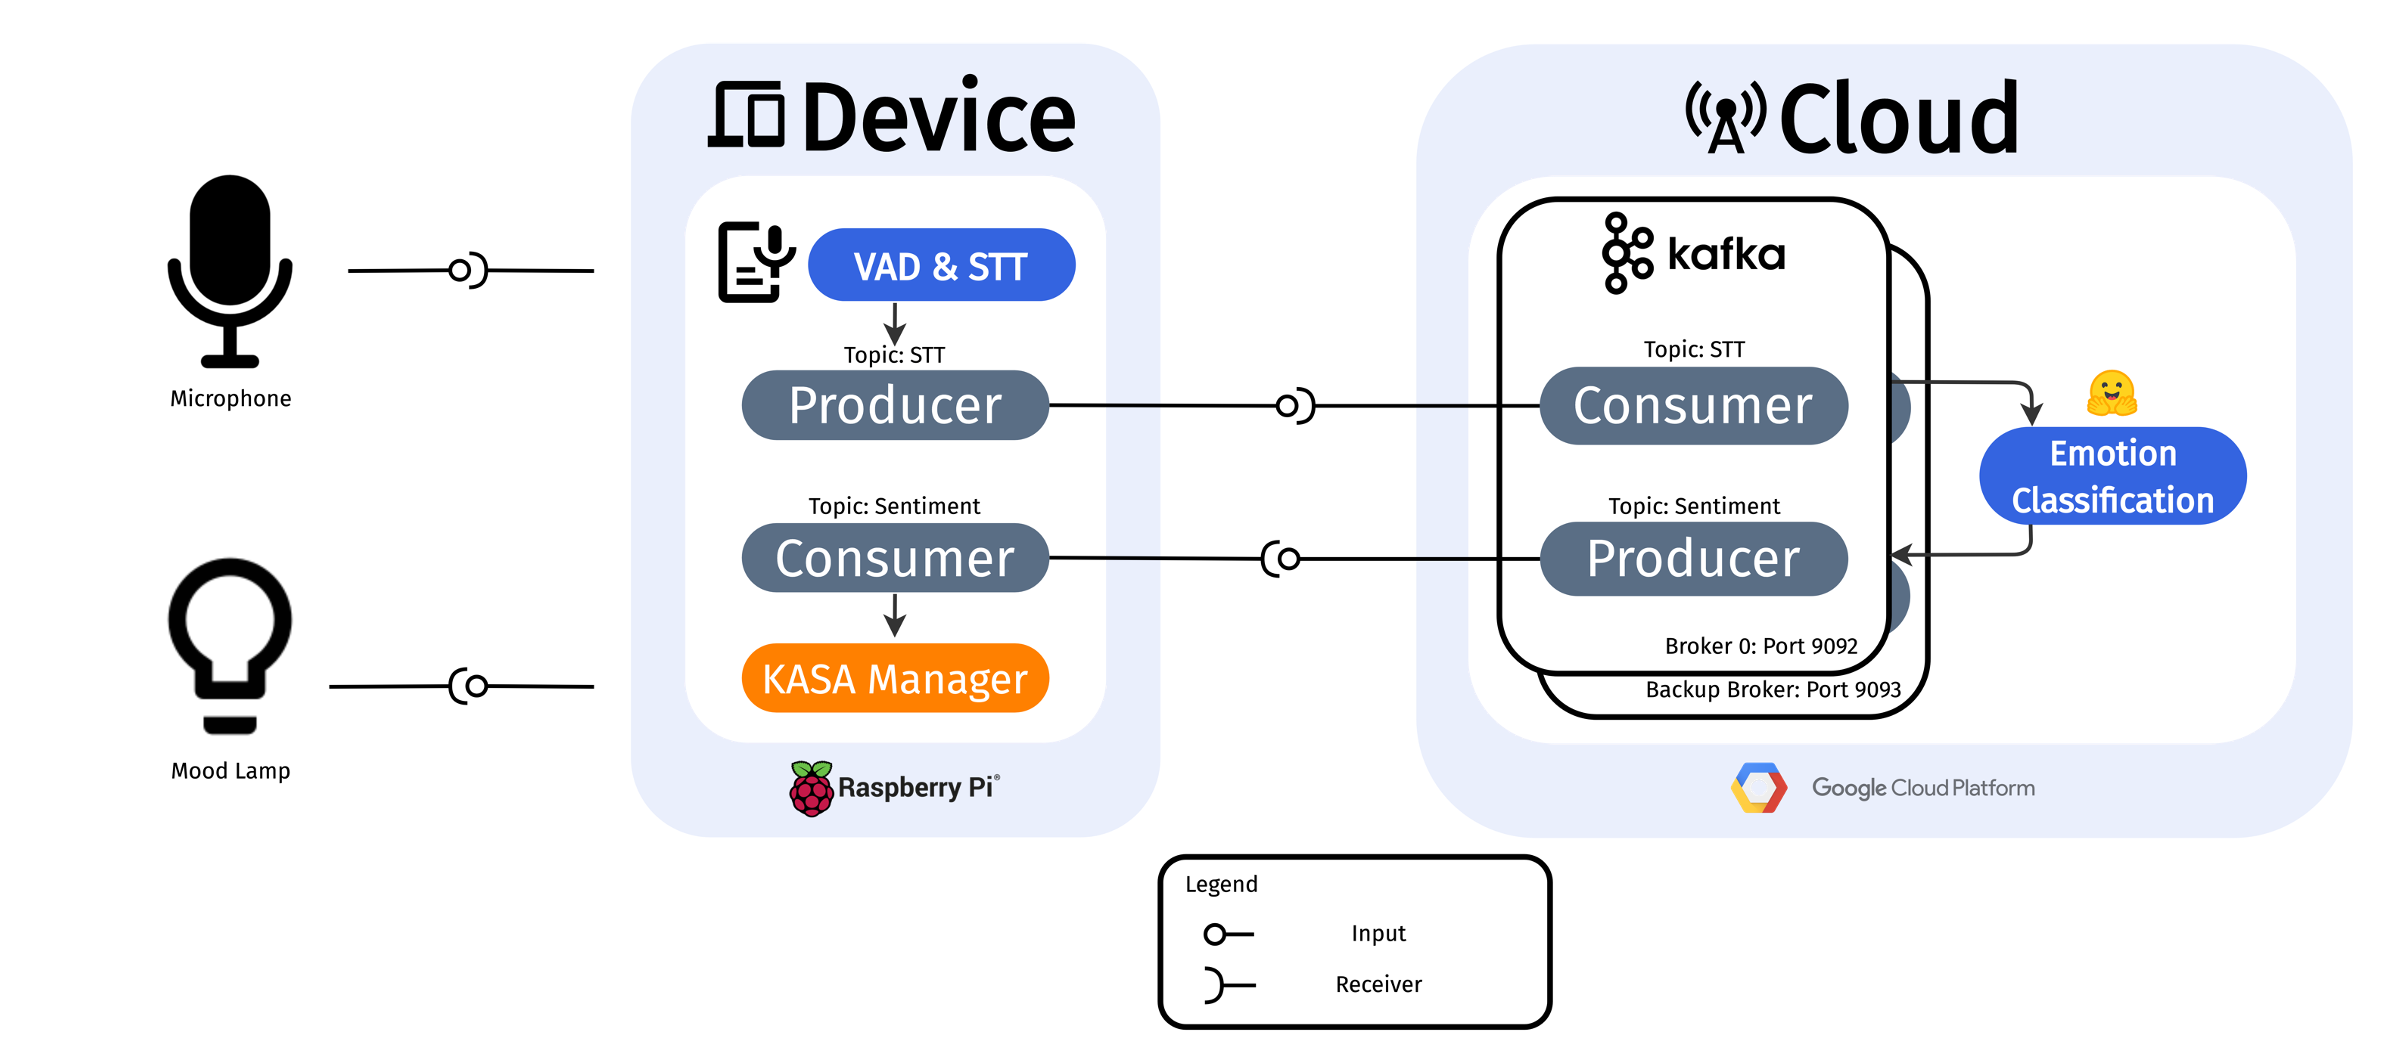 Device
Cloud
VAD & STT
kafka
Topic: STT
Producer
Topic: STT
Consumer
Microphone
Emotion
Classification
Topic: Sentiment
Consumer
Topic: Sentiment
Producer
KASA Manager
Broker 0: Port 9092
Backup Broker: Port 9093
Mood Lamp
Raspberry Pi®
Google Cloud Platform
Legend
Input
Receiver